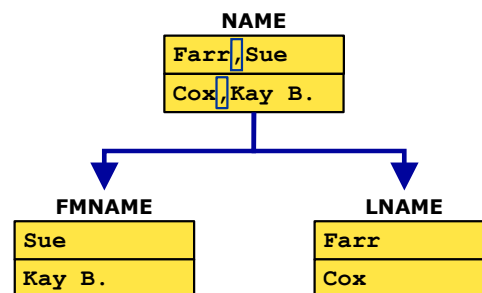 NAME
Farr,Sue
Cox,Kay B.
FMNAME
Sue
Kay B.
LNAME
Farr
Cox